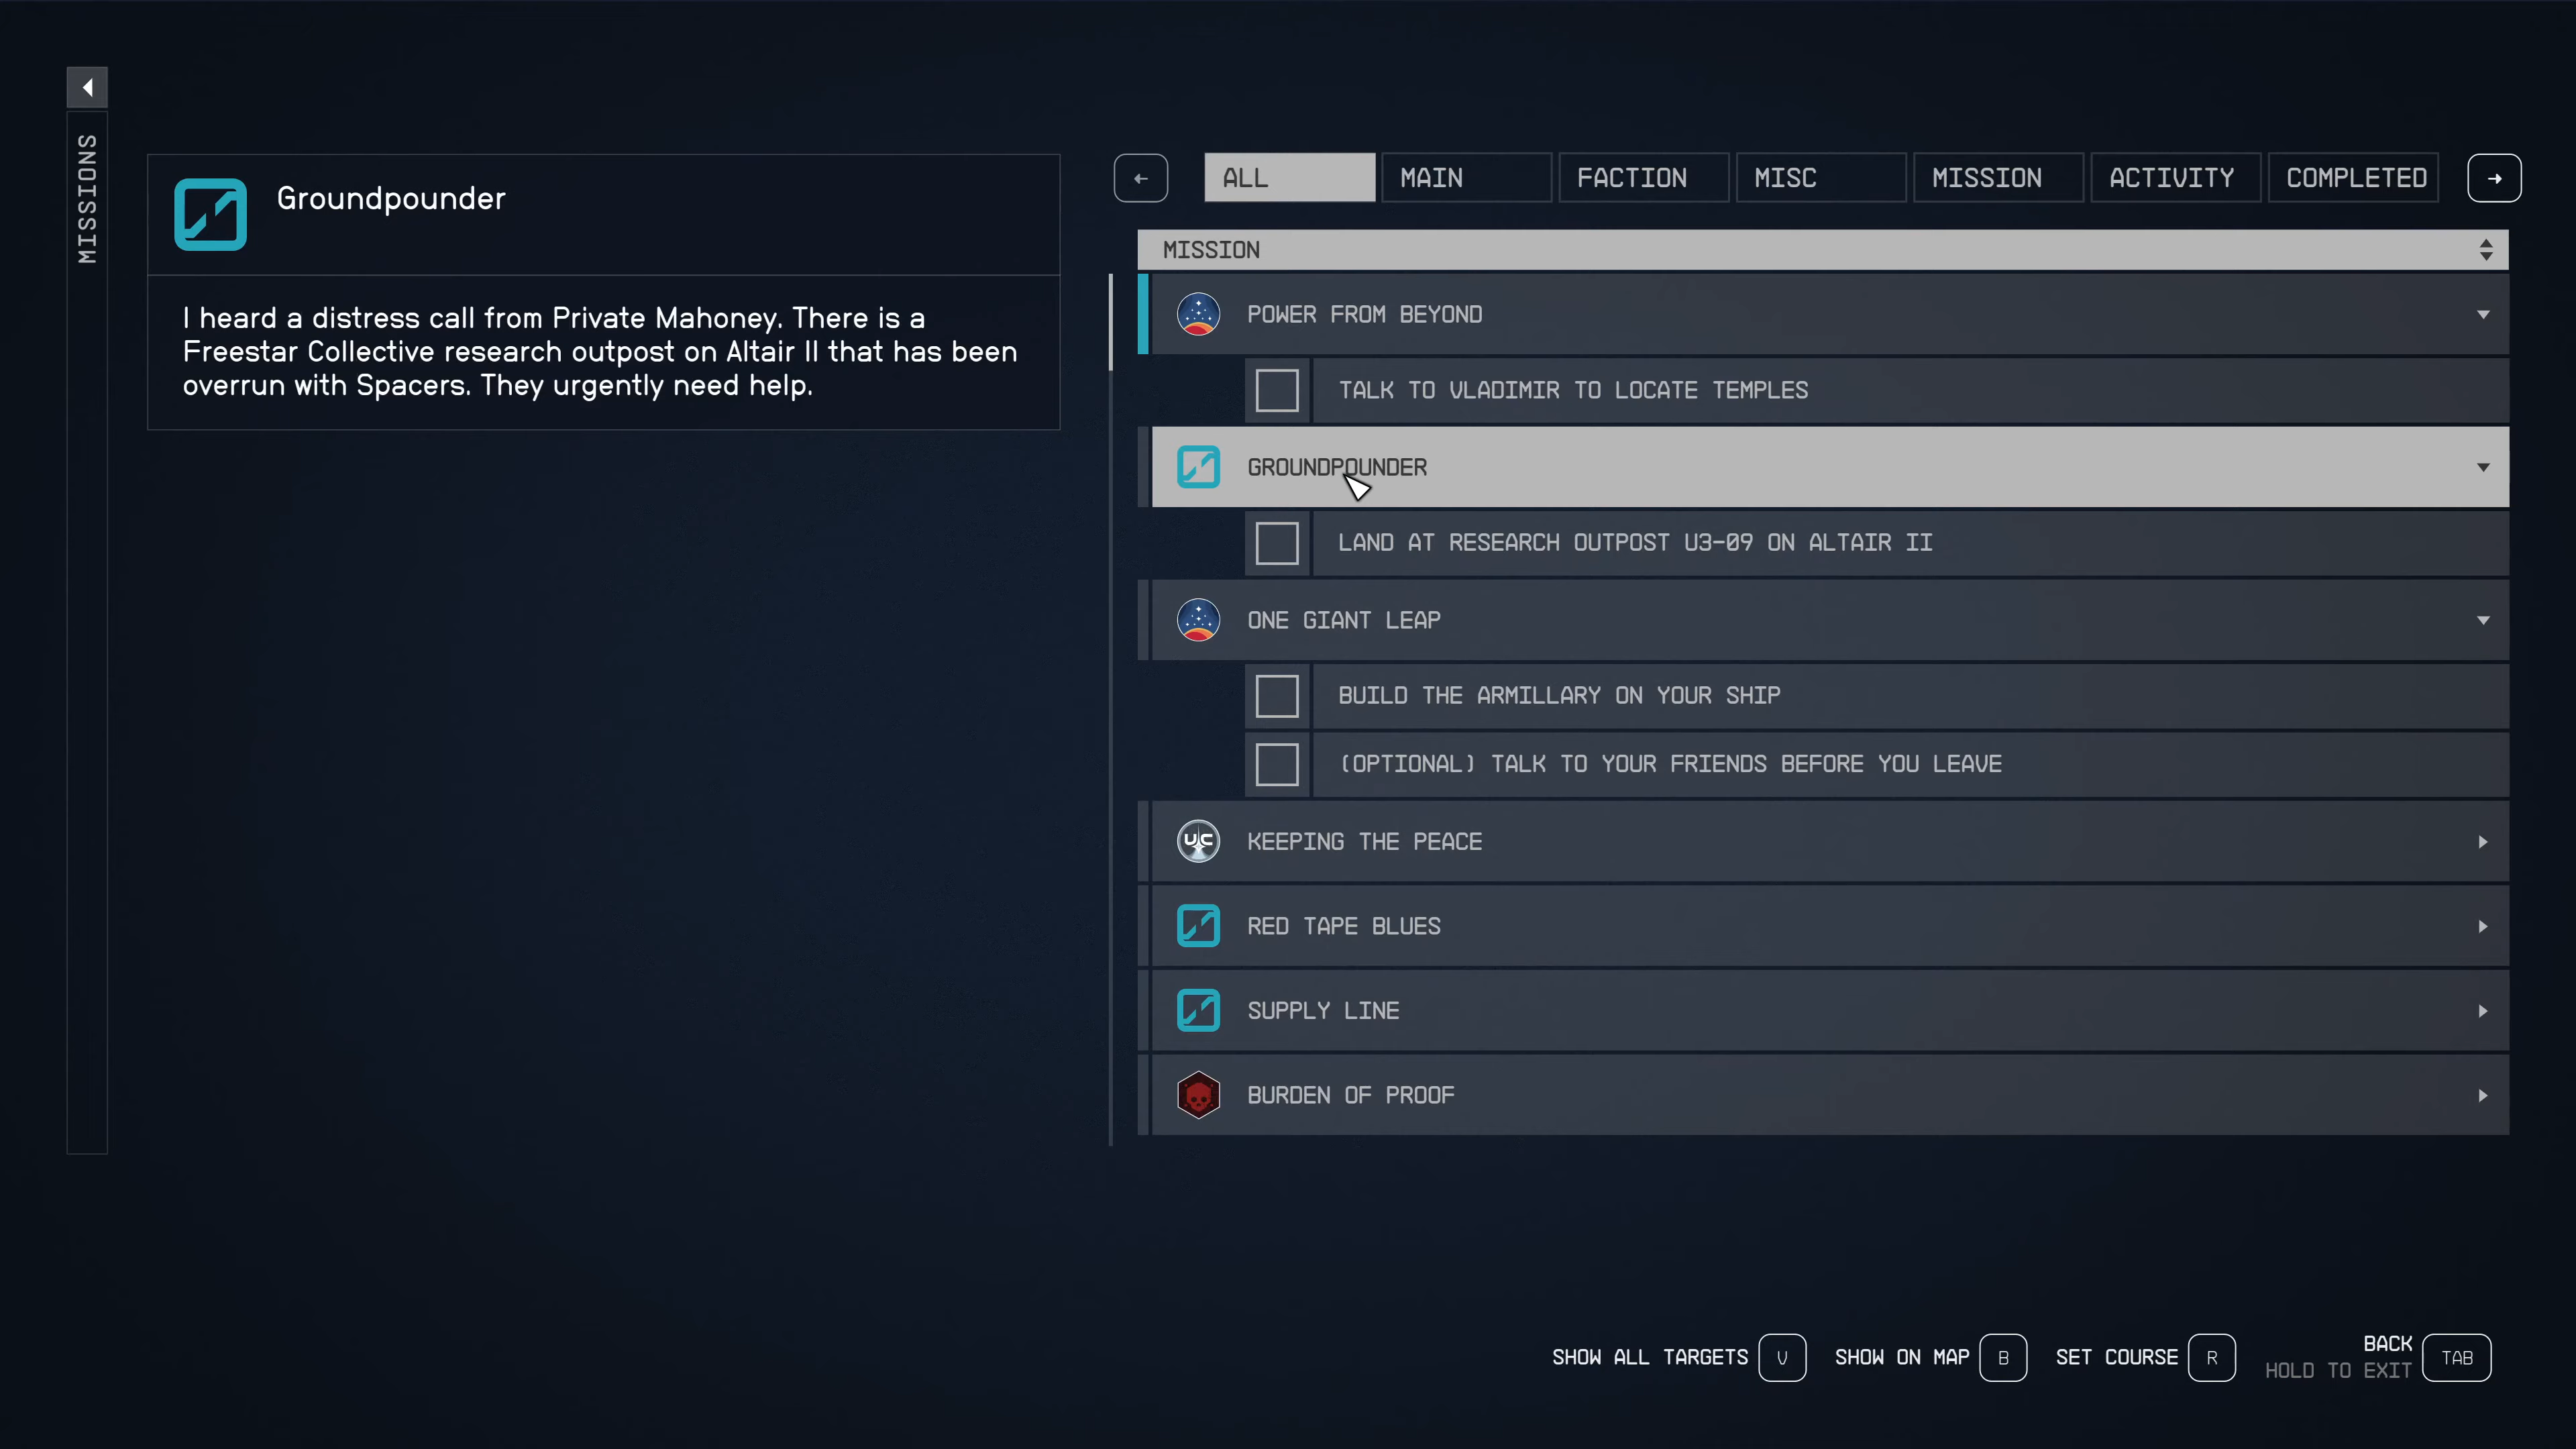 MISSIONS
Groundpounder
I heard a distress call from Private Mahoney. There is a
Freestar Collective research outpost on Altair II that has been
overrun with Spacers. They urgently need help.
ALL
MAIN
FACTION
MISC
MISSION
ACTIVITY
COMPLETED
MISSION
POWER FROM BEYOND
TALK TO VLADIMIR TO LOCATE TEMPLES
GROUNDPOUNDER
LAND AT RESEARCH OUTPOST U3-09 ON ALTAIR II
ONE GIANT LEAP
BUILD THE ARMILLARY ON YOUR SHIP
(OPTIONAL) TALK TO YOUR FRIENDS BEFORE YOU LEAVE
UC
KEEPING THE PEACE
RED TAPE BLUES
SUPPLY LINE
BURDEN OF PROOF
SHOW ALL TARGETS V
SHOW ON MAP B
SET COURSE R
BACK
HOLD TO EXIT
TAB